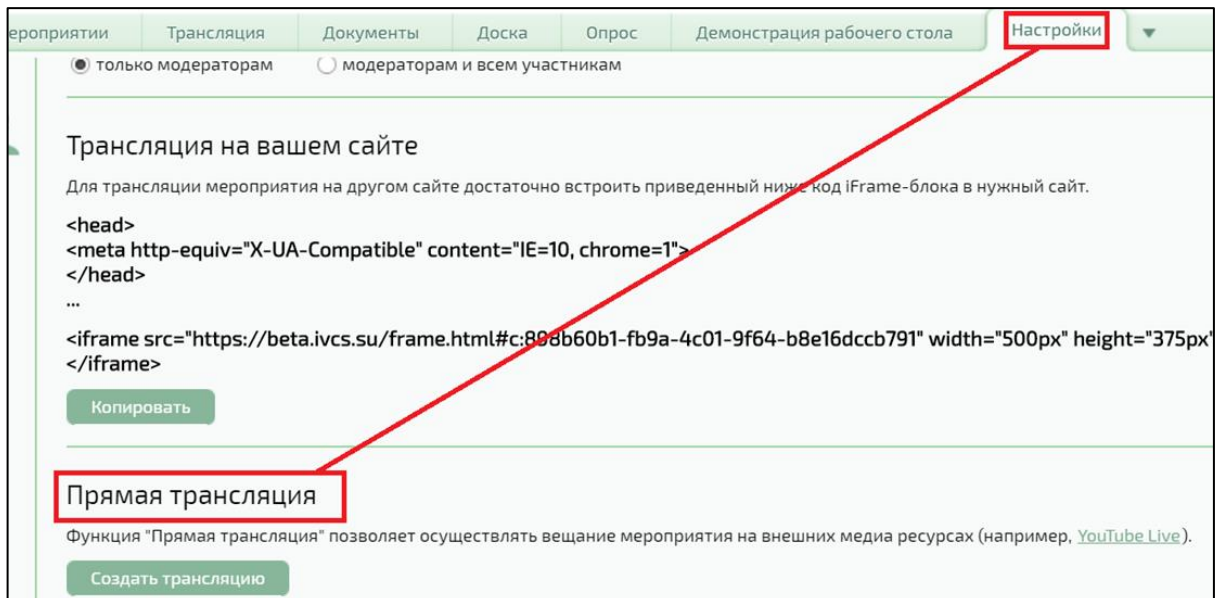 ероприятии Трансляция Документы Доска Опрос Демонстрация рабочего стола Настройки
только модераторам модераторам и всем участникам
Трансляция на вашем сайте
Для трансляции мероприятия на другом сайте достаточно встроить приведенный ниже код iFrame-блока в нужный сайт.
<head>
<meta http-equiv="X-UA-Compatible" content="IE=10, chrome=1">
</head>
...
<iframe src="https://beta.ivcs.su/frame.html#c:898b60b1-fb9a-4c01-9f64-b8e16dccb791" width="500px" height="375px"
</iframe>
Копировать
Прямая трансляция
Функция "Прямая трансляция" позволяет осуществлять вещание мероприятия на внешних медиа ресурсах (например, YouTube Live).
Создать трансляцию